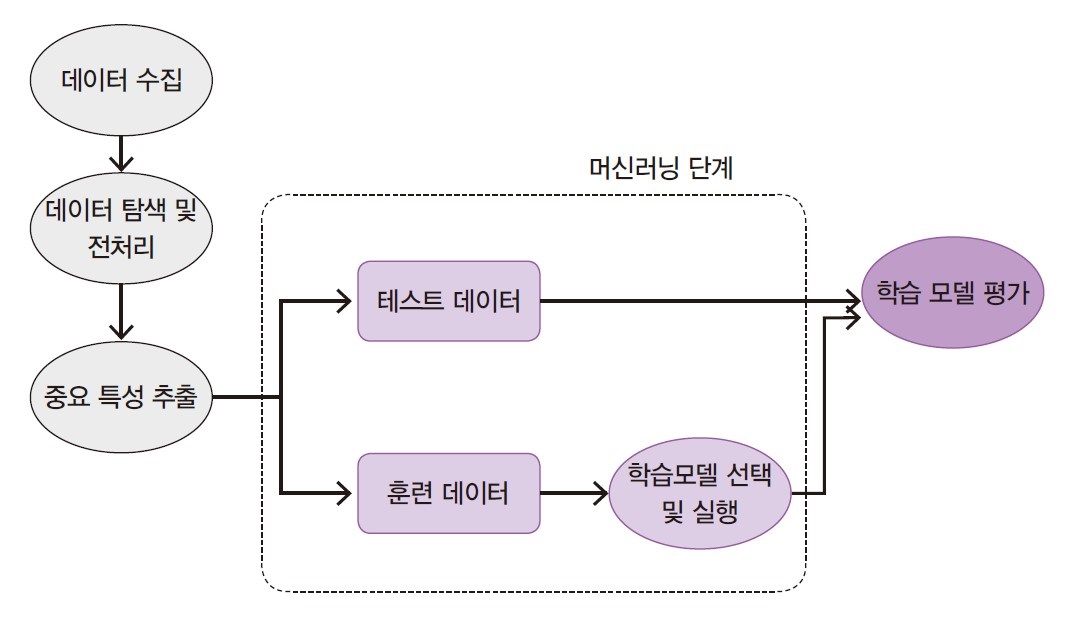 데이터 수집
데이터 탐색 및
전처리
중요 특성 추출
머신러닝 단계
테스트 데이터
훈련 데이터
학습모델 선택
및 실행
학습 모델 평가